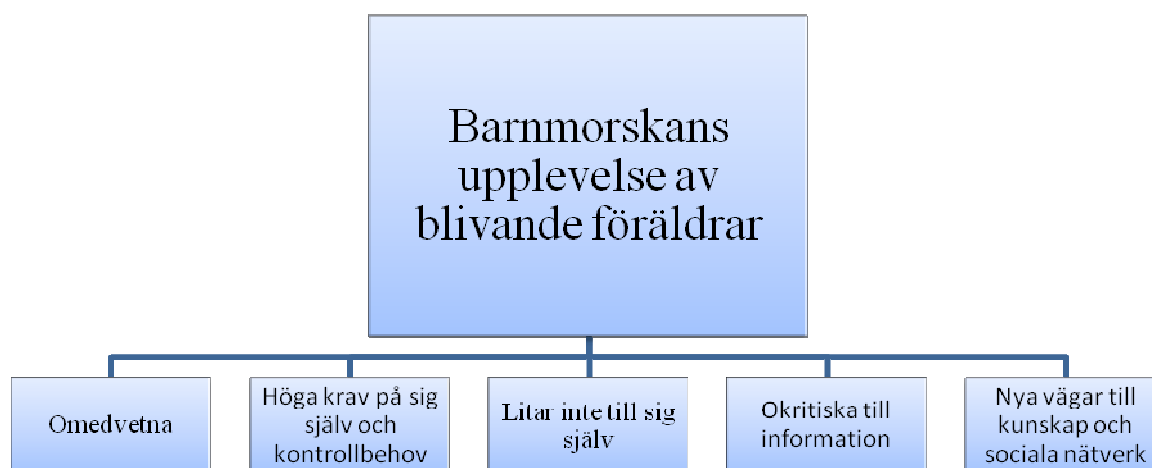 Barnmorskans
upplevelse av
blivande föräldrar
Omedvetna
Höga krav på sig
själv och
kontrollbehov
Litar inte till sig
själv
Okritiska till
information
Nya vägar till
kunskap och
sociala nätverk